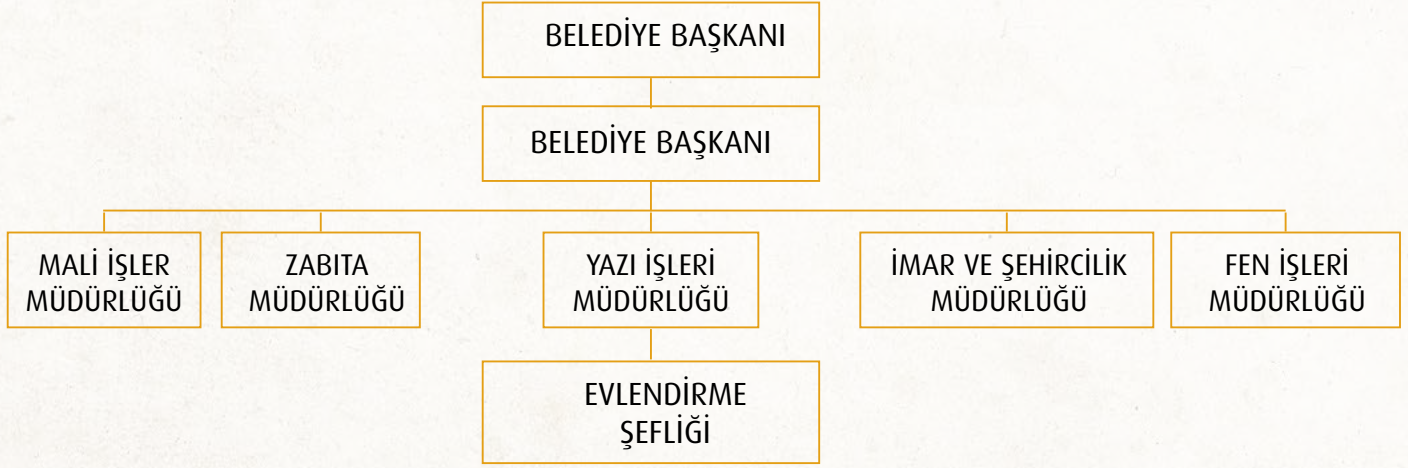 BELEDİYE BAŞKANI
BELEDİYE BAŞKANI
MALİ İŞLER
MÜDÜRLÜĞÜ
ZABITA
MÜDÜRLÜĞÜ
YAZI İŞLERİ
MÜDÜRLÜĞÜ
İMAR VE ŞEHİRCİLİK
MÜDÜRLÜĞÜ
FEN İŞLERİ
MÜDÜRLÜĞÜ
EVLENDİRME
ŞEFLİĞİ